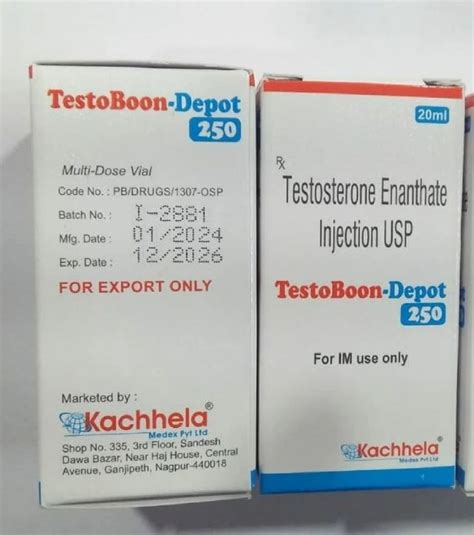 TestoBoon-Depot
250
Multi-Dose Vial
Code No. : PB/DRUGS/1307-OSP
Batch No. : I-2881
Mfg. Date : 01/2024
Exp. Date : 12/2026
FOR EXPORT ONLY
Marketed by :
Kachhela®
Medex Pvt Ltd
Shop No. 335, 3rd Floor, Sandesh
Dawa Bazar, Near Haj House, Central
Avenue, Ganjipeth, Nagpur-440018
20ml
℞
Testosterone Enanthate
Injection USP
TestoBoon-Depot
250
For IM use only
Kachhela®
Medex Pvt Ltd